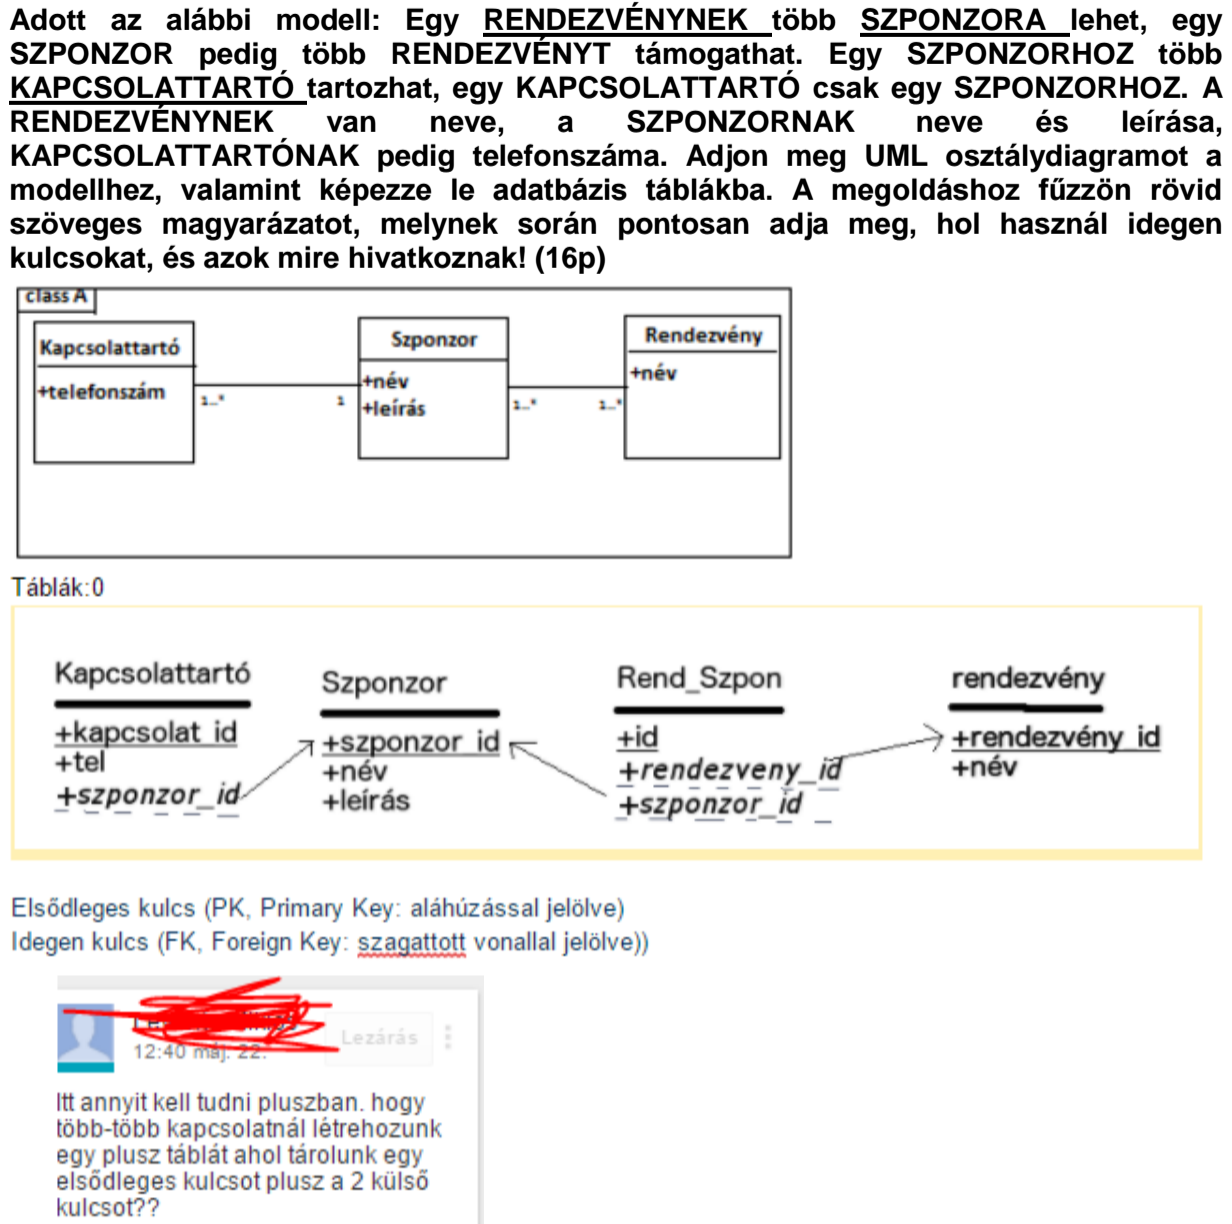 Adott az alábbi modell: Egy RENDEZVÉNYNEK több SZPONZORA lehet, egy
SZPONZOR pedig több RENDEZVÉNYT támogathat. Egy SZPONZORHOZ több
KAPCSOLATTARTÓ tartozhat, egy KAPCSOLATTARTÓ csak egy SZPONZORHOZ. A
RENDEZVÉNYNEK van neve, a SZPONZORNAK neve és leírása,
KAPCSOLATTARTÓNAK pedig telefonszáma. Adjon meg UML osztálydiagramot a
modellhez, valamint képezze le adatbázis táblákba. A megoldáshoz fűzzön rövid
szöveges magyarázatot, melynek során pontosan adja meg, hol használ idegen
kulcsokat, és azok mire hivatkoznak! (16p)
class A
Kapcsolattartó
+telefonszám
1..*
1
Szponzor
+név
+leírás
1..*
1..*
Rendezvény
+név
Táblák:0
Kapcsolattartó
+kapcsolat_id
+tel
+szponzor_id
Szponzor
+szponzor_id
+név
+leírás
Rend_Szpon
+id
+rendezveny_id
+szponzor_id
rendezvény
+rendezvény_id
+név
Elsődleges kulcs (PK, Primary Key: aláhúzással jelölve)
Idegen kulcs (FK, Foreign Key: szagattott vonallal jelölve))
12:40 máj. 22.
Lezárás
Itt annyit kell tudni pluszban. hogy
több-több kapcsolatnál létrehozunk
egy plusz táblát ahol tárolunk egy
elsődleges kulcsot plusz a 2 külső
kulcsot??